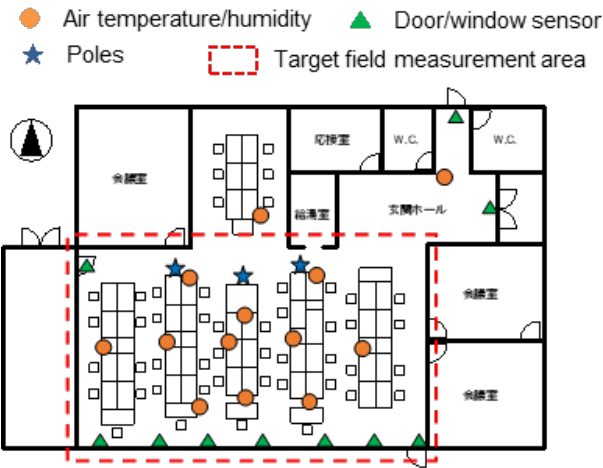 Air temperature/humidity
Door/window sensor
Poles
Target field measurement area
会議室
応接室
W.C.
W.C.
給湯室
玄関ホール
会議室
会議室